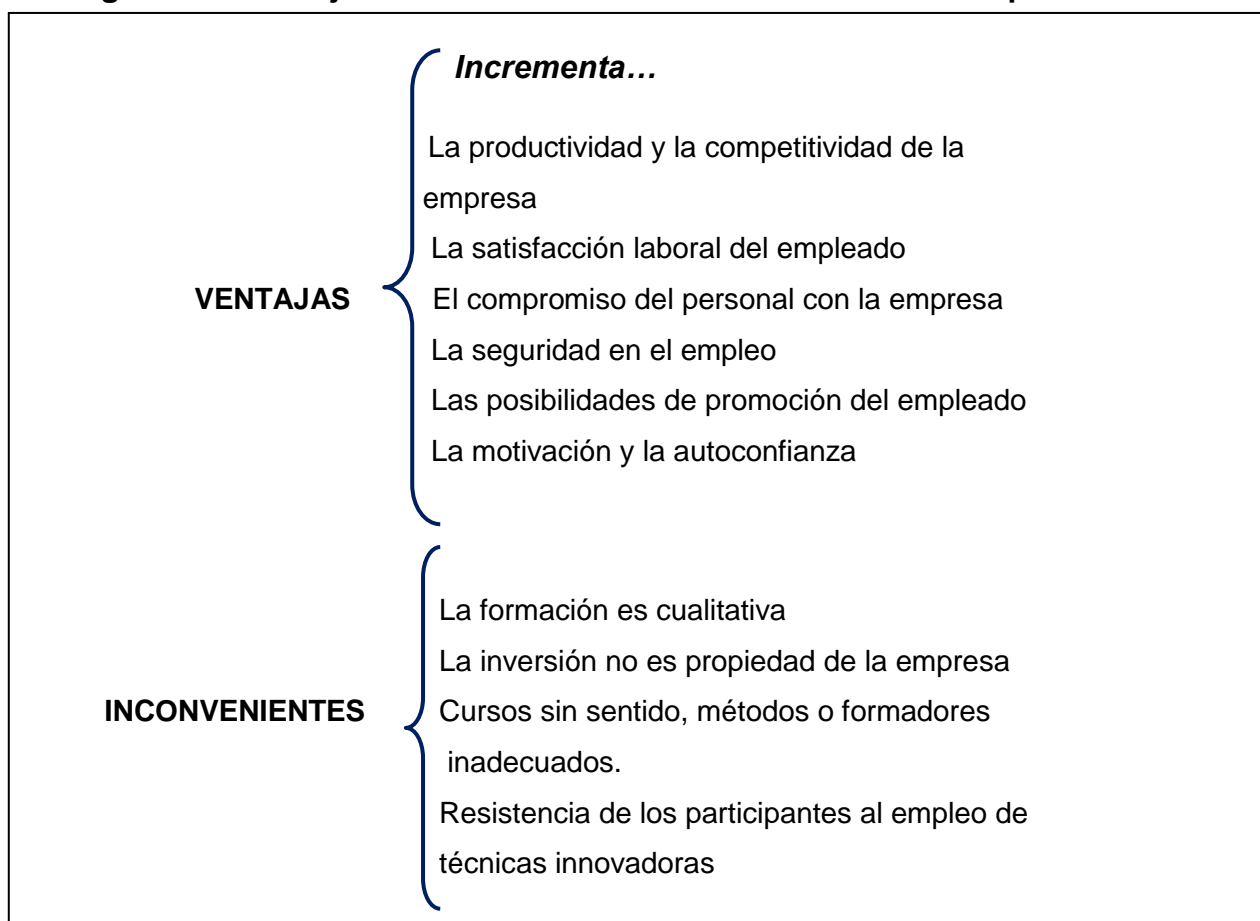 Incrementa…
La productividad y la competitividad de la
empresa
La satisfacción laboral del empleado
VENTAJAS
El compromiso del personal con la empresa
La seguridad en el empleo
Las posibilidades de promoción del empleado
La motivación y la autoconfianza
La formación es cualitativa
La inversión no es propiedad de la empresa
INCONVENIENTES
Cursos sin sentido, métodos o formadores
inadecuados.
Resistencia de los participantes al empleo de
técnicas innovadoras